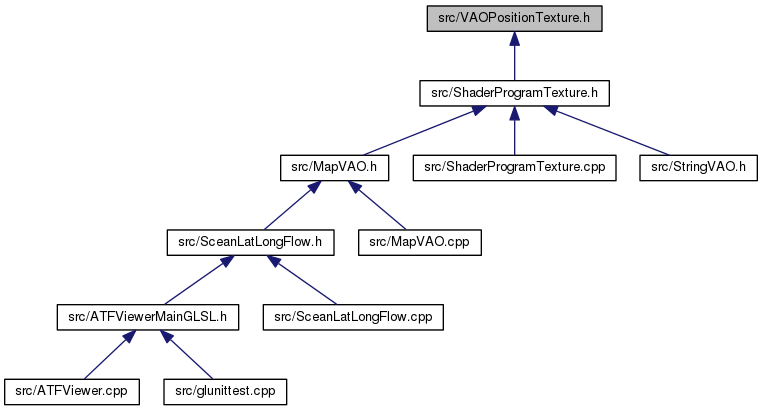 src/VAOPositionTexture.h
src/ShaderProgramTexture.h
src/MapVAO.h
src/ShaderProgramTexture.cpp
src/StringVAO.h
src/SceanLatLongFlow.h
src/MapVAO.cpp
src/ATFViewerMainGLSL.h
src/SceanLatLongFlow.cpp
src/ATFViewer.cpp
src/glunittest.cpp